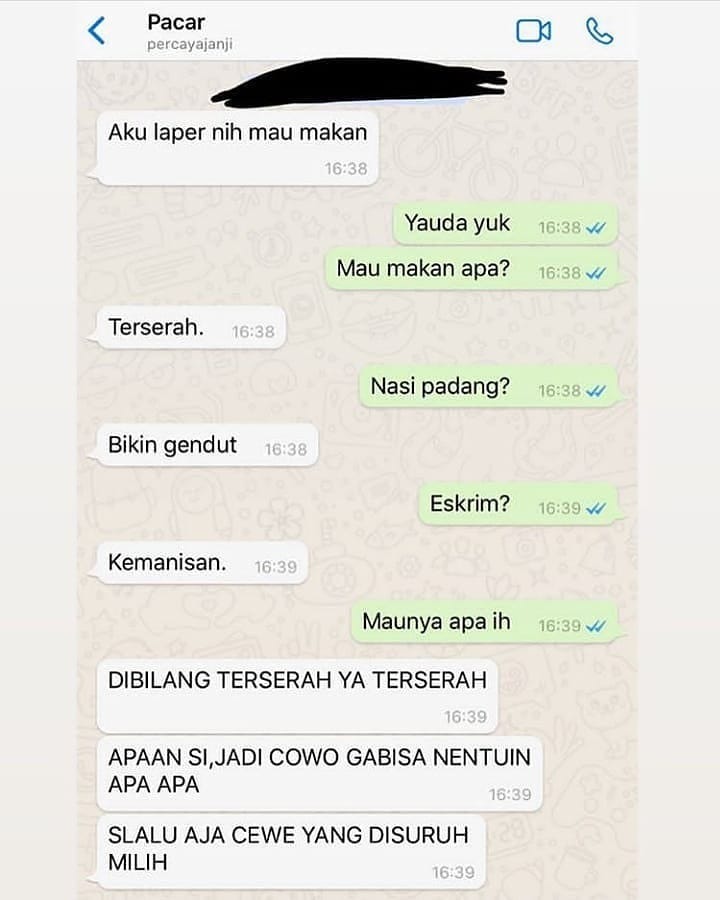 Pacar
percayajanji
Aku laper nih mau makan
16:38
Yauda yuk 16:38
Mau makan apa? 16:38
Terserah. 16:38
Nasi padang? 16:38
Bikin gendut 16:38
Eskrim? 16:39
Kemanisan. 16:39
Maunya apa ih 16:39
DIBILANG TERSERAH YA TERSERAH
16:39
APAAN SI,JADI COWO GABISA NENTUIN
APA APA
16:39
SLALU AJA CEWE YANG DISURUH
MILIH
16:39